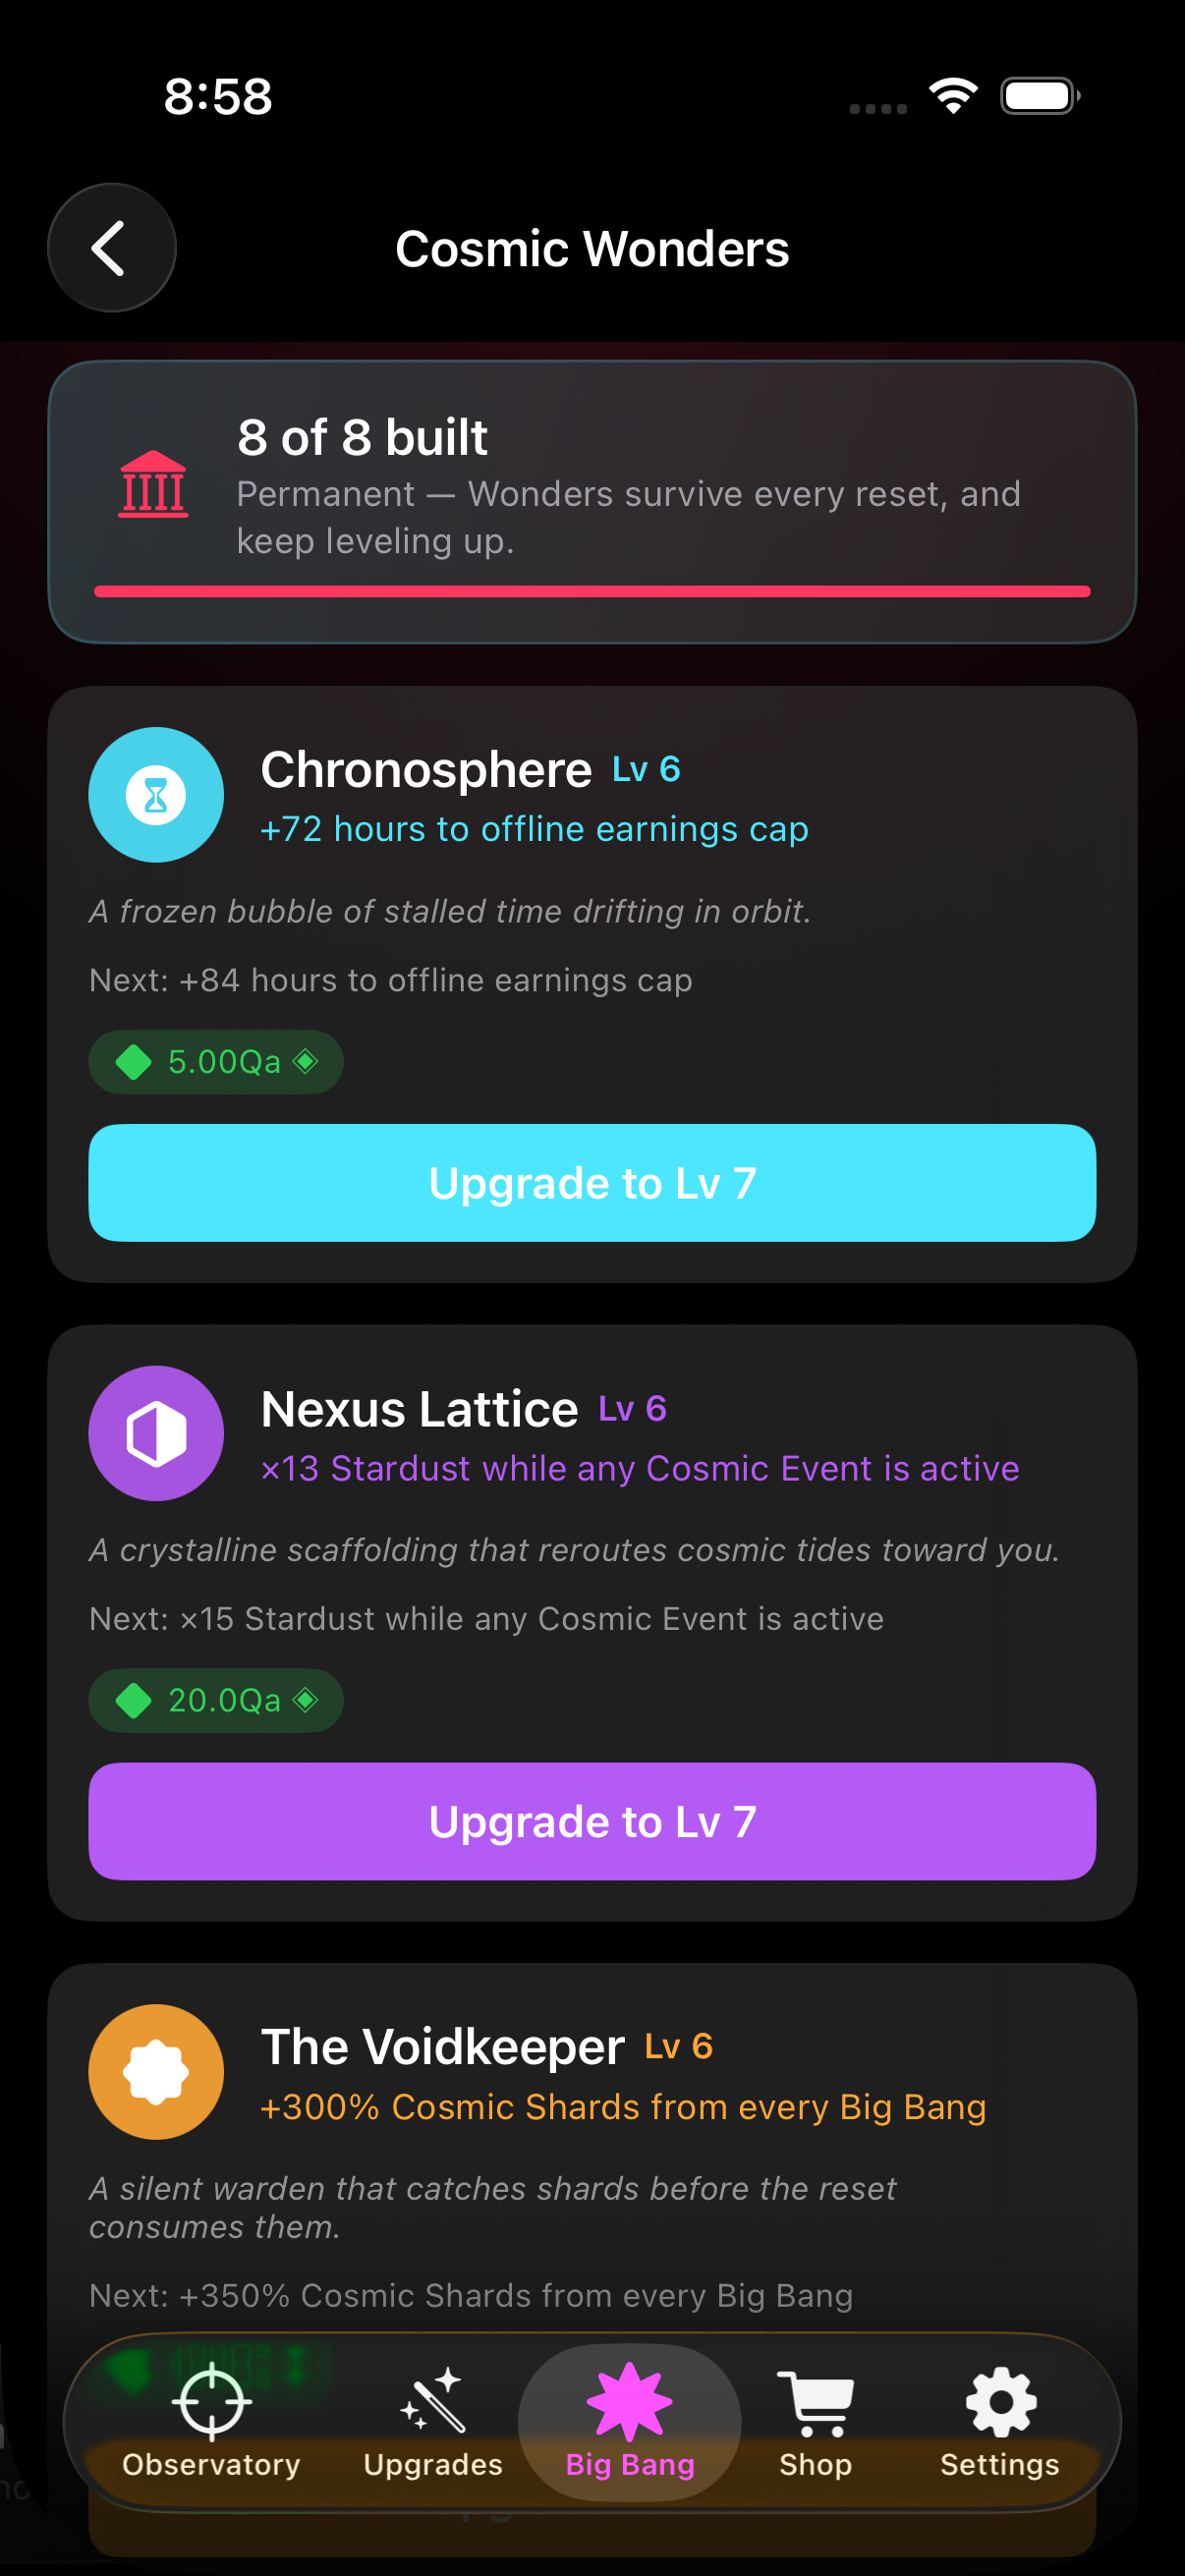 8:58
Cosmic Wonders
8 of 8 built
Permanent — Wonders survive every reset, and
keep leveling up.
Chronosphere Lv 6
+72 hours to offline earnings cap
A frozen bubble of stalled time drifting in orbit.
Next: +84 hours to offline earnings cap
5.00Qa
Upgrade to Lv 7
Nexus Lattice Lv 6
×13 Stardust while any Cosmic Event is active
A crystalline scaffolding that reroutes cosmic tides toward you.
Next: ×15 Stardust while any Cosmic Event is active
20.0Qa
Upgrade to Lv 7
The Voidkeeper Lv 6
+300% Cosmic Shards from every Big Bang
A silent warden that catches shards before the reset
consumes them.
Next: +350% Cosmic Shards from every Big Bang
Observatory Upgrades Big Bang Shop Settings